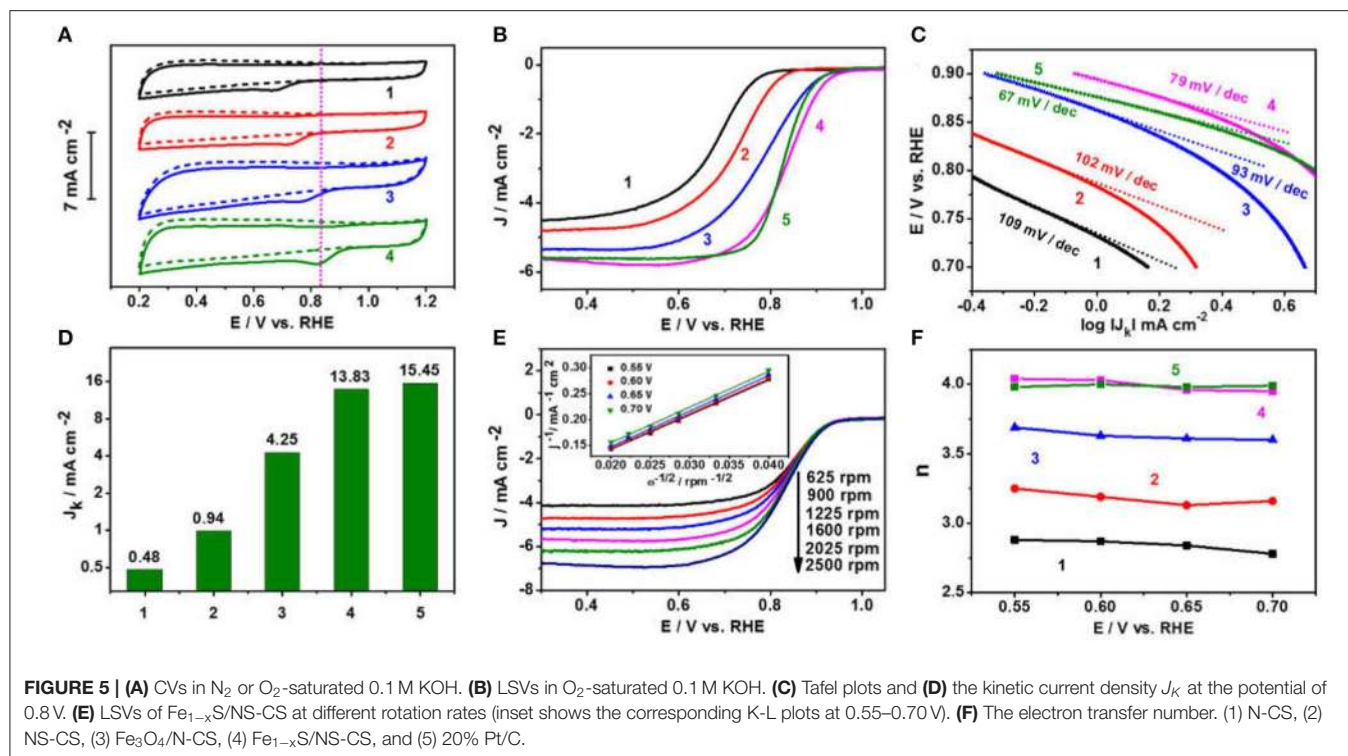 A
7 mA cm -2
1
2
3
4
0.2 0.4 0.6 0.8 1.0 1.2
E / V vs. RHE
B
J / mA cm -2
0
-2
-4
-6
1
2
3
4
5
0.4 0.6 0.8 1.0
E / V vs. RHE
C
E / V vs. RHE
0.90
0.85
0.80
0.75
0.70
5
79 mV / dec
4
67 mV / dec
102 mV / dec
93 mV / dec
2
3
109 mV / dec
1
-0.4 -0.2 0.0 0.2 0.4 0.6
log |Jk| mA cm -2
D
Jk / mA cm -2
16
8
4
2
1
0.5
0.48
0.94
4.25
13.83
15.45
1 2 3 4 5
E
J / mA cm -2
2
0
-2
-4
-6
-8
j -1/ mA -1 cm 2
0.30
0.25
0.20
0.15
0.55 V
0.60 V
0.65 V
0.70 V
0.020 0.025 0.030 0.035 0.040
ω-1/2 / rpm -1/2
625 rpm
900 rpm
1225 rpm
1600 rpm
2025 rpm
2500 rpm
0.4 0.6 0.8 1.0
E / V vs. RHE
F
n
4.0
3.5
3.0
2.5
5
4
3
2
1
0.55 0.60 0.65 0.70
E / V vs. RHE
FIGURE 5 | (A) CVs in N2 or O2-saturated 0.1 M KOH. (B) LSVs in O2-saturated 0.1 M KOH. (C) Tafel plots and (D) the kinetic current density JK at the potential of
0.8 V. (E) LSVs of Fe1−xS/NS-CS at different rotation rates (inset shows the corresponding K-L plots at 0.55–0.70 V). (F) The electron transfer number. (1) N-CS, (2)
NS-CS, (3) Fe3O4/N-CS, (4) Fe1−xS/NS-CS, and (5) 20% Pt/C.